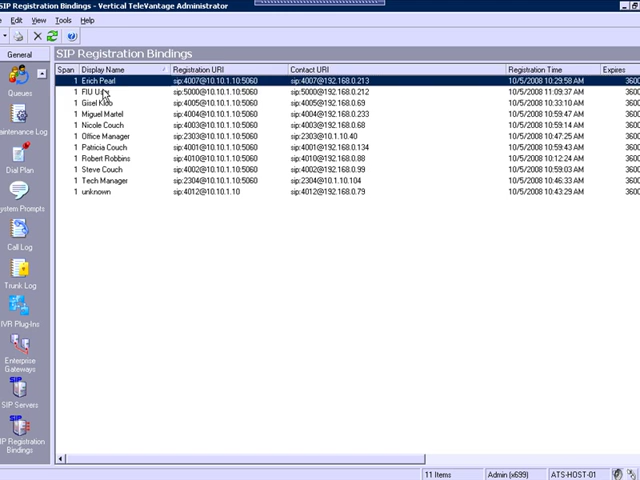 SIP Registration Bindings - Vertical TeleVantage Administrator
Edit View Tools Help
General
Queues
Maintenance Log
Dial Plan
System Prompts
Call Log
Trunk Log
IVR Plug-Ins
Enterprise Gateways
SIP Servers
IP Registration Bindings
SIP Registration Bindings
Span Display Name Registration URI Contact URI Registration Time Expires
1 Erich Pearl sip:4007@10.10.1.10:5060 sip:4007@192.168.0.213 10/5/2008 10:29:58 AM 3600
1 FIU sip:5000@10.10.1.10:5060 sip:5000@192.168.0.212 10/5/2008 11:09:37 AM 3600
1 Gisel sip:4005@10.10.1.10:5060 sip:4005@192.168.0.69 10/5/2008 10:33:10 AM 3600
1 Miguel Martel sip:4004@10.10.1.10:5060 sip:4004@192.168.0.233 10/5/2008 10:59:47 AM 3600
1 Nicole Couch sip:4003@10.10.1.10:5060 sip:4003@192.168.0.68 10/5/2008 10:59:14 AM 3600
1 Office Manager sip:2303@10.10.1.10:5060 sip:2303@10.1.10.40 10/5/2008 10:47:25 AM 3600
1 Patricia Couch sip:4001@10.10.1.10:5060 sip:4001@192.168.0.134 10/5/2008 10:59:43 AM 3600
1 Robert Robbins sip:4010@10.10.1.10:5060 sip:4010@192.168.0.88 10/5/2008 10:12:24 AM 3600
1 Steve Couch sip:4002@10.10.1.10:5060 sip:4002@192.168.0.99 10/5/2008 10:59:03 AM 3600
1 Tech Manager sip:2304@10.10.1.10:5060 sip:2304@10.1.10.104 10/5/2008 10:46:33 AM 3600
1 unknown sip:4012@10.10.1.10 sip:4012@192.168.0.79 10/5/2008 10:43:29 AM 3600
11 Items Admin (x699) ATS-HOST-01